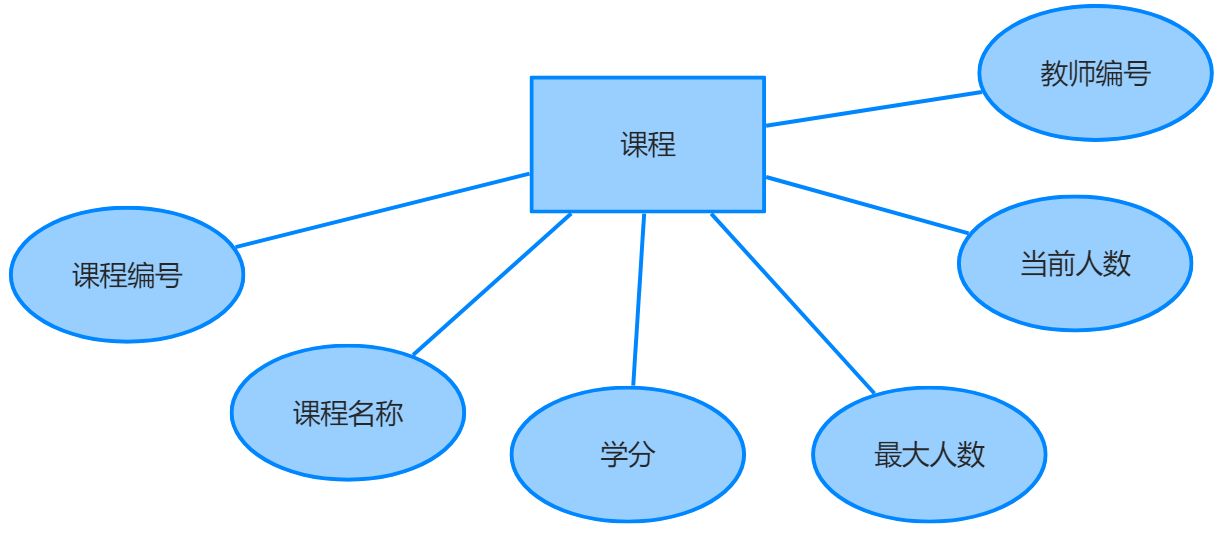 教师编号
课程
当前人数
课程编号
课程名称
学分
最大人数